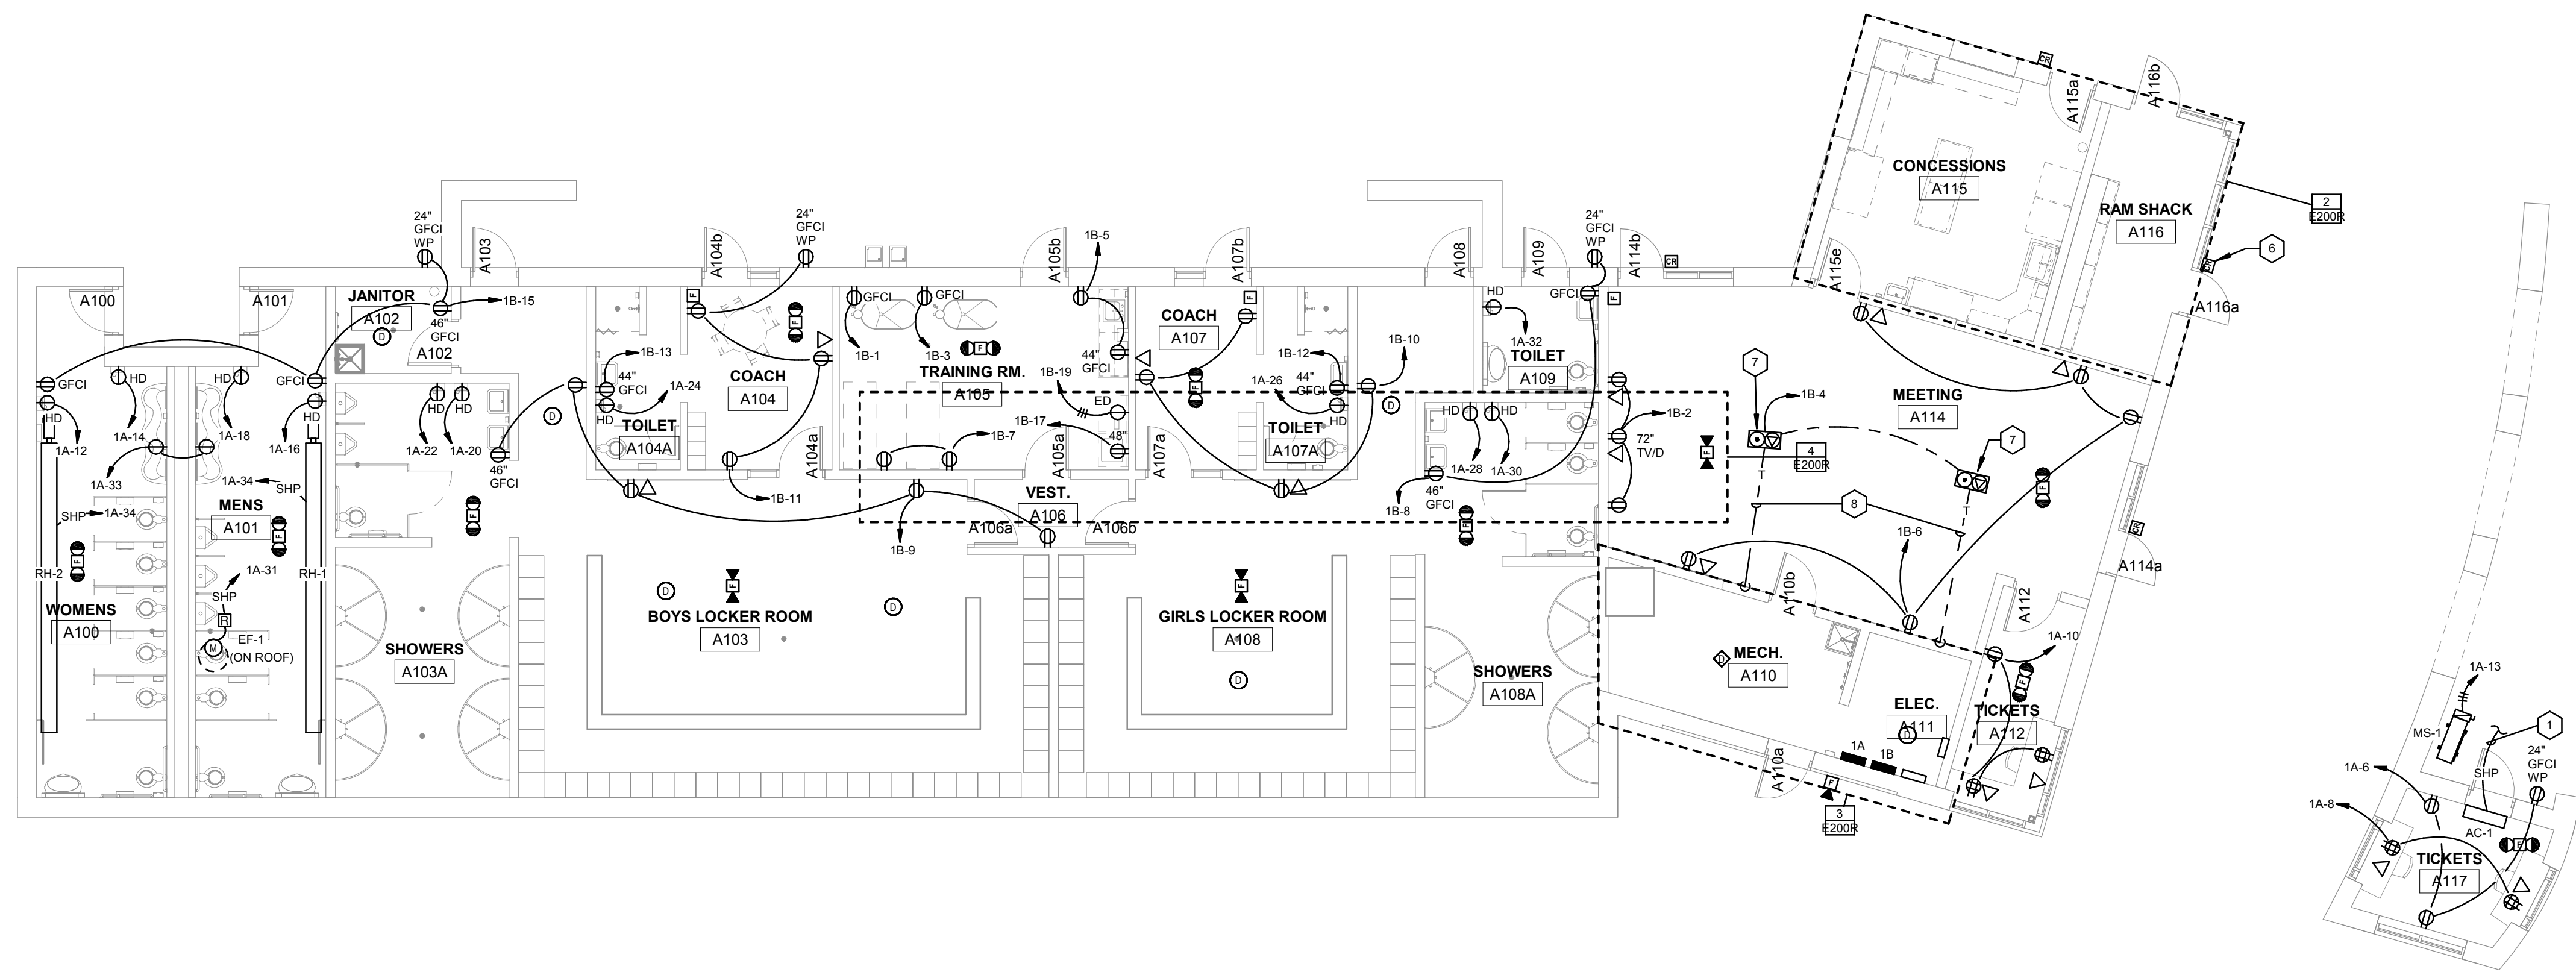 A115a
A116b
CR
CONCESSIONS
A115
RAM SHACK
A116
2
E200R
6
CR
A115e
A116a
24"
GFCI
WP
24"
GFCI
WP
24"
GFCI
WP
A103
A104b
A105b
1B-5
A107b
A108
A109
A114b
CR
A100
A101
JANITOR
A102
D
1B-15
46"
GFCI
A102
F
F
GFCI
GFCI
COACH
A107
F
HD
GFCI
F
1A-32
TOILET
A109
1B-13
44"
GFCI
1A-24
HD
COACH
A104
1B-1
1B-3
F
TRAINING RM.
A105
44"
GFCI
1B-19
ED
1B-17
48"
1B-7
F
1B-12
1A-26
44"
GFCI
HD
1B-10
D
TOILET
A104A
TOILET
A107A
A104a
A105a
A107a
1B-11
GFCI
HD
HD
HD
GFCI
HD
1A-12
1A-14
1A-18
1A-16
1A-33
1A-34
SHP
SHP
1A-34
MENS
A101
F
F
HD
HD
1A-22
1A-20
46"
GFCI
D
F
VEST.
A106
A106a
A106b
1B-9
HD
HD
1A-28
1A-30
1B-8
46"
GFCI
F
1B-2
72"
TV/D
F
4
E200R
7
1B-4
MEETING
A114
7
T
T
8
1B-6
F
CR
A114a
RH-2
RH-1
1A-31
SHP
R
EF-1
M
(ON ROOF)
WOMENS
A100
SHOWERS
A103A
D
F
D
BOYS LOCKER ROOM
A103
F
GIRLS LOCKER ROOM
A108
D
SHOWERS
A108A
A110b
A112
1A-10
D
MECH.
A110
F
ELEC.
A111
D
TICKETS
A112
1A
1B
A110a
F
3
E200R
1A-13
MS-1
1
SHP
24"
GFCI
WP
1A-6
1A-8
AC-1
F
TICKETS
A117